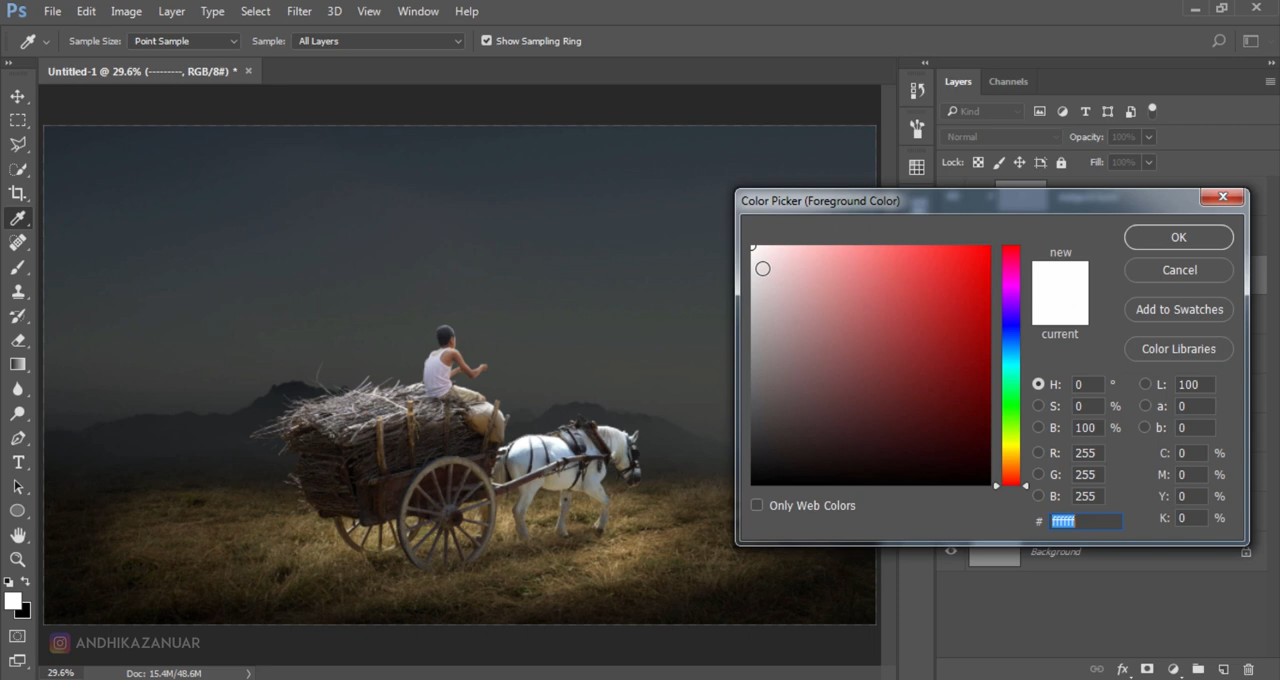 Ps File Edit Image Layer Type Select Filter 3D View Window Help
Sample Size: Point Sample Sample: All Layers Show Sampling Ring
Untitled-1 @ 29.6% (---------, RGB/8#) * ×
Layers Channels
Kind
Normal Opacity: 100%
Lock: Fill: 100%
Color Picker (Foreground Color)
OK
new
Cancel
Add to Swatches
current
Color Libraries
H: 0 ° L: 100
S: 0 % a: 0
B: 100 % b: 0
R: 255 C: 0 %
G: 255 M: 0 %
B: 255 Y: 0 %
Only Web Colors
K: 0 %
# ffffff
Background
ANDHIKAZANUAR
29.6% Doc: 15.4M/48.6M
fx